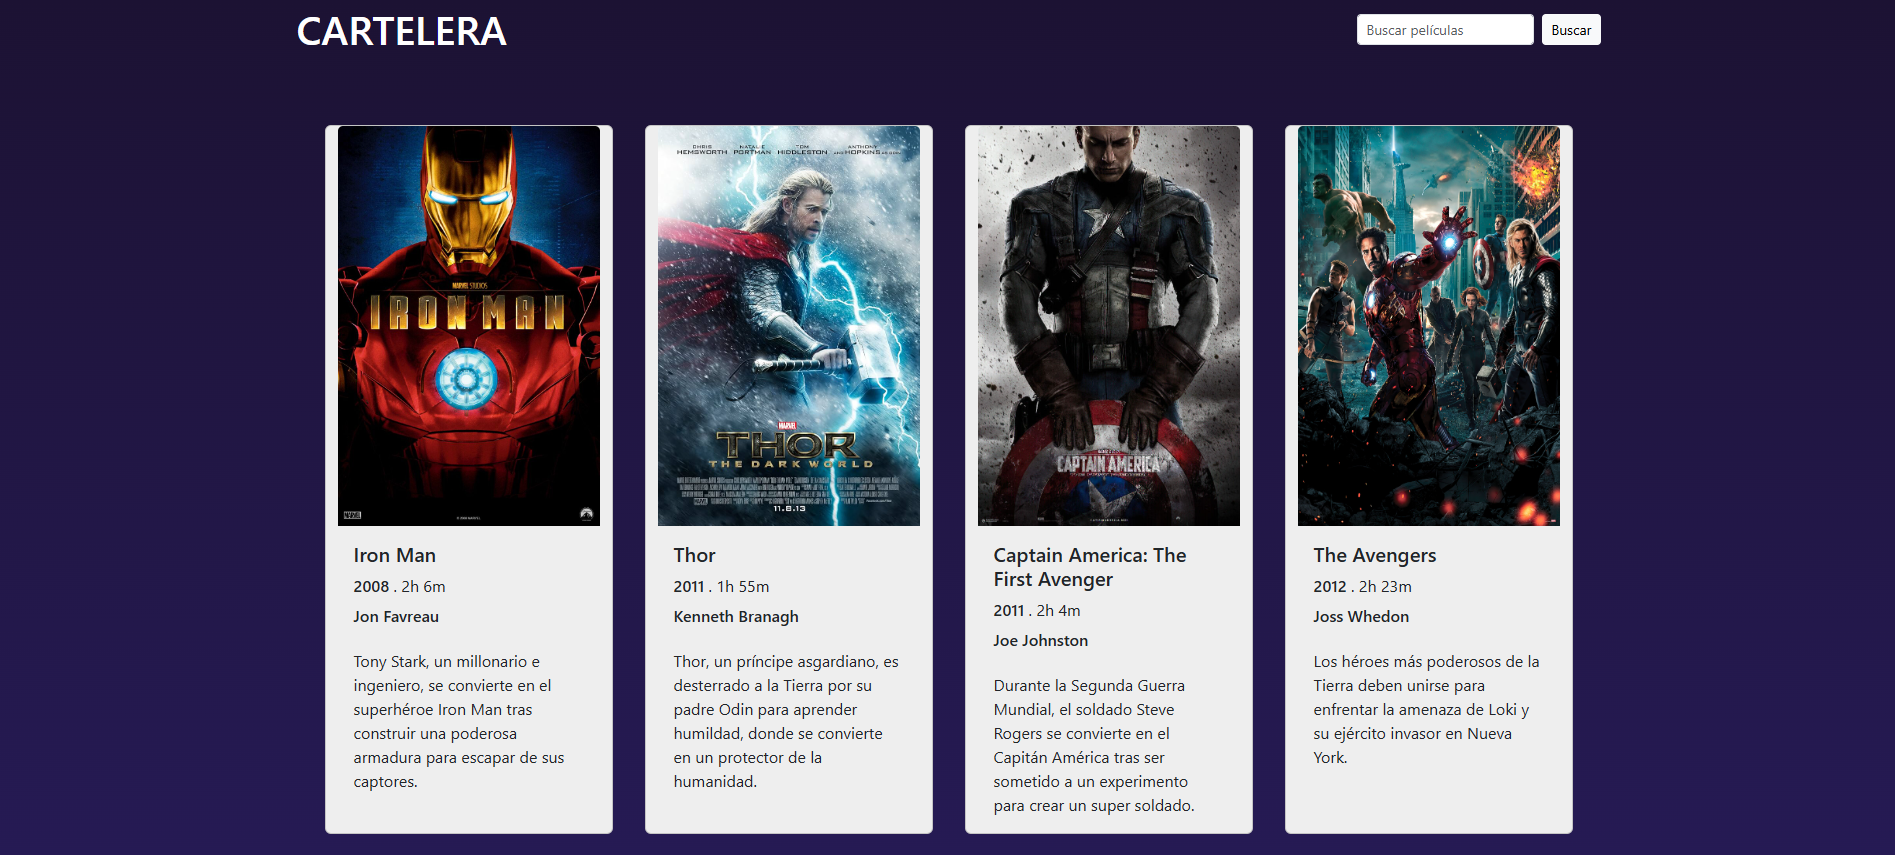 CARTELERA
Buscar películas
Buscar
MARVEL STUDIOS
IRON MAN
MARVEL
CHRIS HEMSWORTH NATALIE PORTMAN TOM HIDDLESTON ANTHONY HOPKINS
MARVEL
THOR
THE DARK WORLD
11.8.13
CAPTAIN AMERICA
Iron Man
2008 . 2h 6m
Jon Favreau
Tony Stark, un millonario e
ingeniero, se convierte en el
superhéroe Iron Man tras
construir una poderosa
armadura para escapar de sus
captores.
Thor
2011 . 1h 55m
Kenneth Branagh
Thor, un príncipe asgardiano, es
desterrado a la Tierra por su
padre Odin para aprender
humildad, donde se convierte
en un protector de la
humanidad.
Captain America: The
First Avenger
2011 . 2h 4m
Joe Johnston
Durante la Segunda Guerra
Mundial, el soldado Steve
Rogers se convierte en el
Capitán América tras ser
sometido a un experimento
para crear un super soldado.
The Avengers
2012 . 2h 23m
Joss Whedon
Los héroes más poderosos de la
Tierra deben unirse para
enfrentar la amenaza de Loki y
su ejército invasor en Nueva
York.